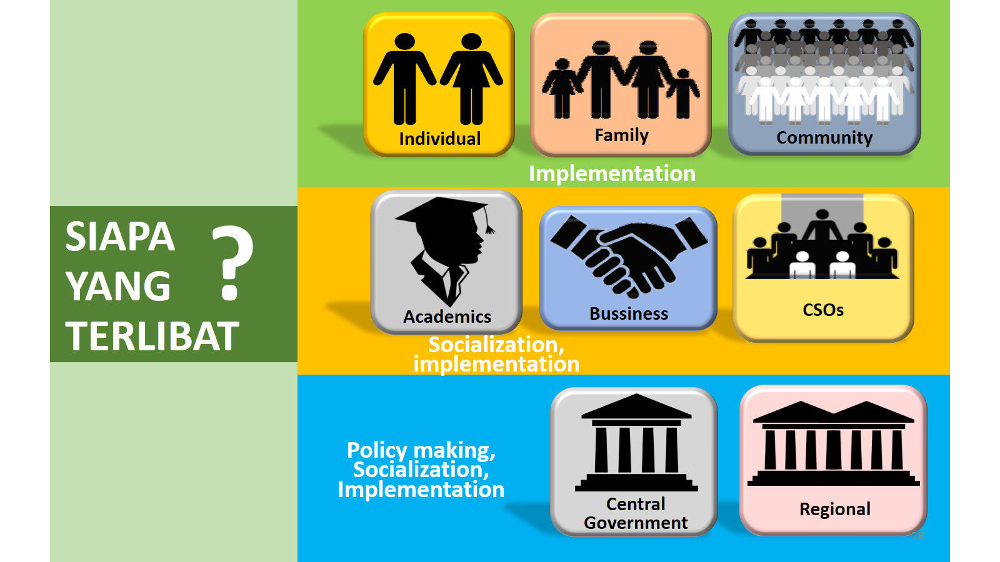 SIAPA
YANG
TERLIBAT
?
Individual
Family
Community
Implementation
Academics
Bussiness
CSOs
Socialization,
implementation
Policy making,
Socialization,
Implementation
Central
Government
Regional
28